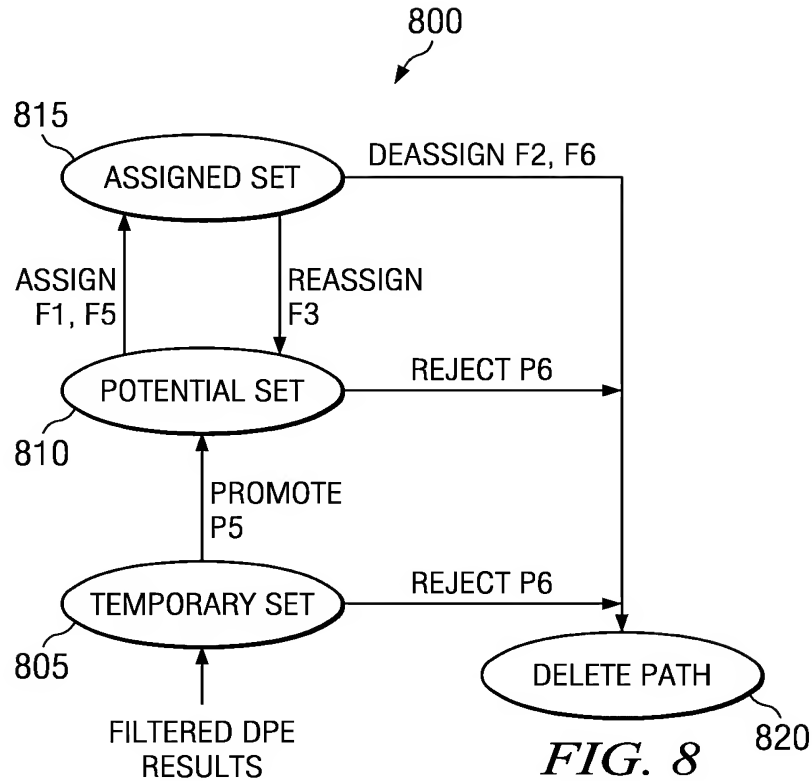 800
815
ASSIGNED SET
DEASSIGN F2, F6
ASSIGN
F1, F5
REASSIGN
F3
POTENTIAL SET
REJECT P6
810
PROMOTE
P5
TEMPORARY SET
REJECT P6
805
DELETE PATH
820
FILTERED DPE
RESULTS
FIG. 8